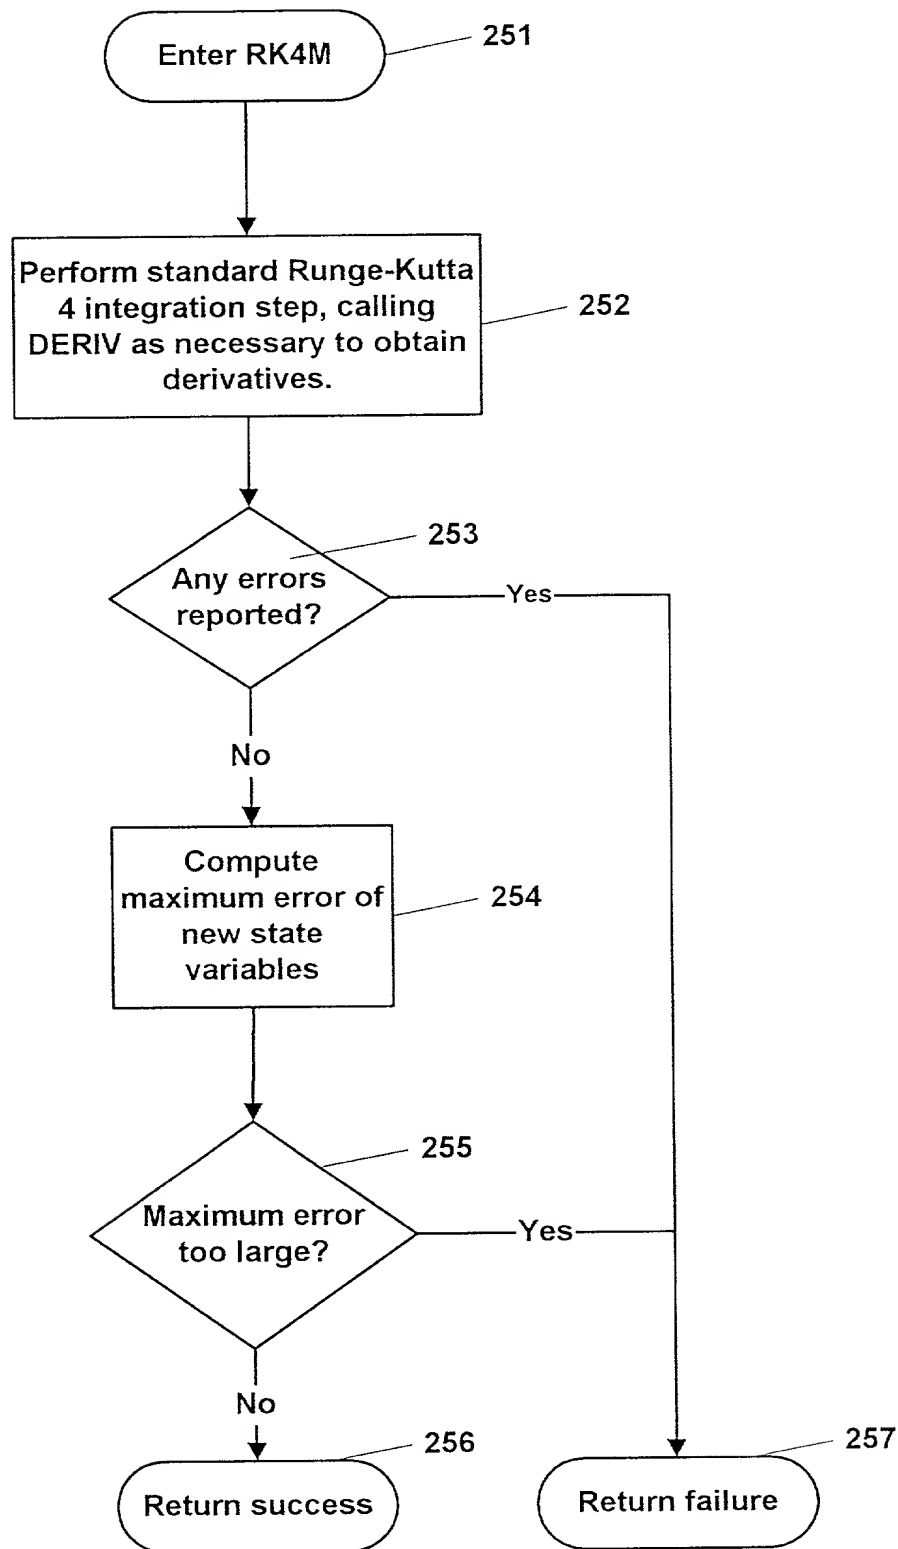 Enter RK4M
251
Perform standard Runge-Kutta
4 integration step, calling
DERIV as necessary to obtain
derivatives.
252
253
Any errors
reported?
Yes
No
Compute
maximum error of
new state
variables
254
255
Maximum error
too large?
Yes
No
256
Return success
257
Return failure